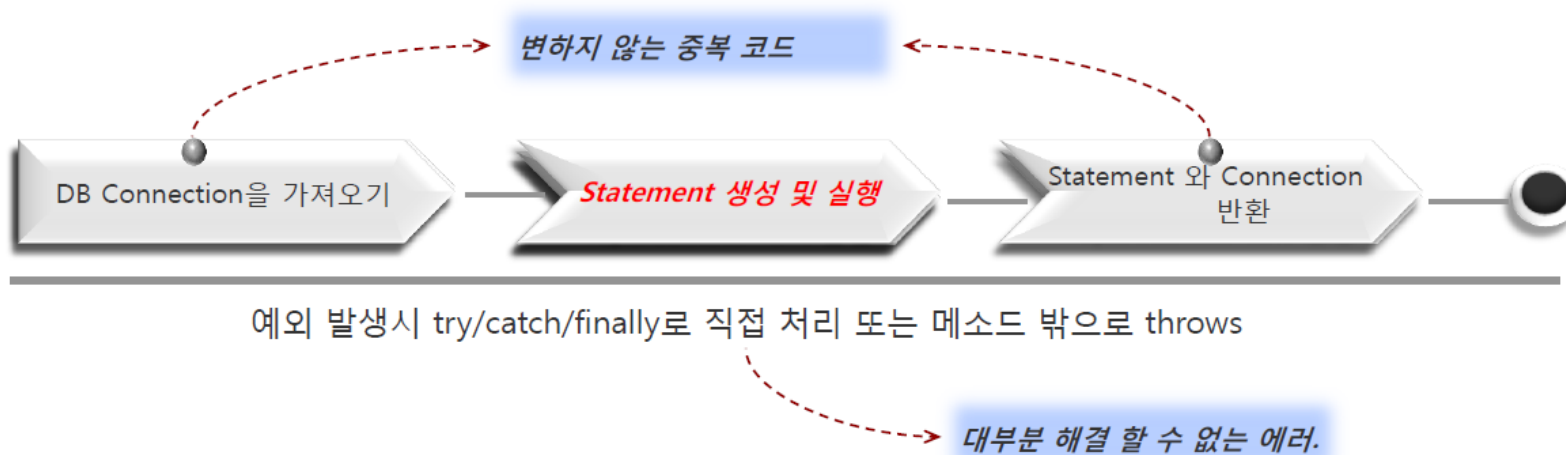 변하지 않는 중복 코드
DB Connection을 가져오기
Statement 생성 및 실행
Statement 와 Connection
반환
예외 발생시 try/catch/finally로 직접 처리 또는 메소드 밖으로 throws
대부분 해결 할 수 없는 에러.